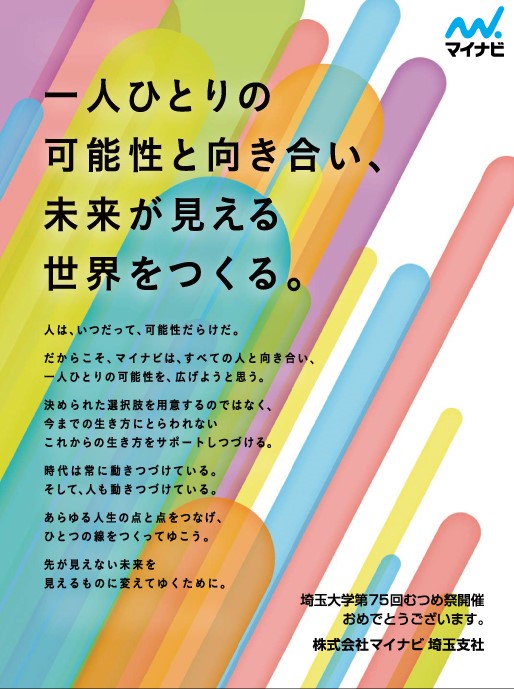 マイナビ
一人ひとりの
可能性と向き合い、
未来が見える
世界をつくる。
人は、いつだって、可能性だらけだ。
だからこそ、マイナビは、すべての人と向き合い、
一人ひとりの可能性を、広げようと思う。
決められた選択肢を用意するのではなく、
今までの生き方にとらわれない
これからの生き方をサポートしつづける。
時代は常に動きつづけている。
そして、人も動きつづけている。
あらゆる人生の点と点をつなげ、
ひとつの線をつくってゆこう。
先が見えない未来を
見えるものに変えてゆくために。
埼玉大学第75回むつめ祭開催
おめでとうございます。
株式会社マイナビ 埼玉支社